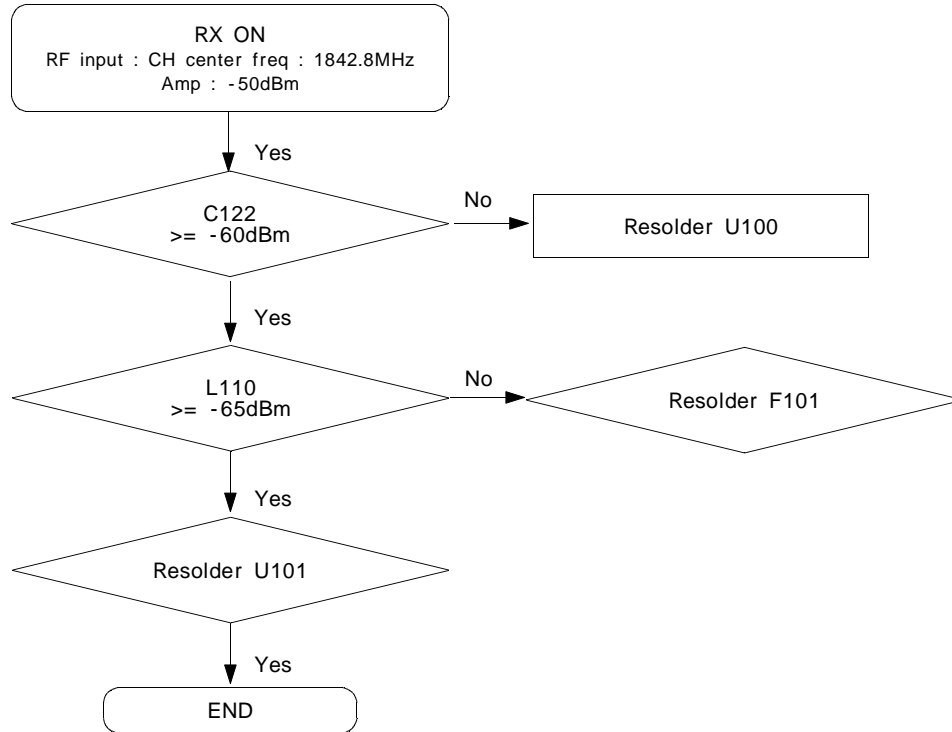 RX ON
RF input : CH center freq : 1842.8MHz
Amp : -50dBm
Yes
C122
>= -60dBm
No
Resolder U100
Yes
L110
>= -65dBm
No
Resolder F101
Yes
Resolder U101
Yes
END